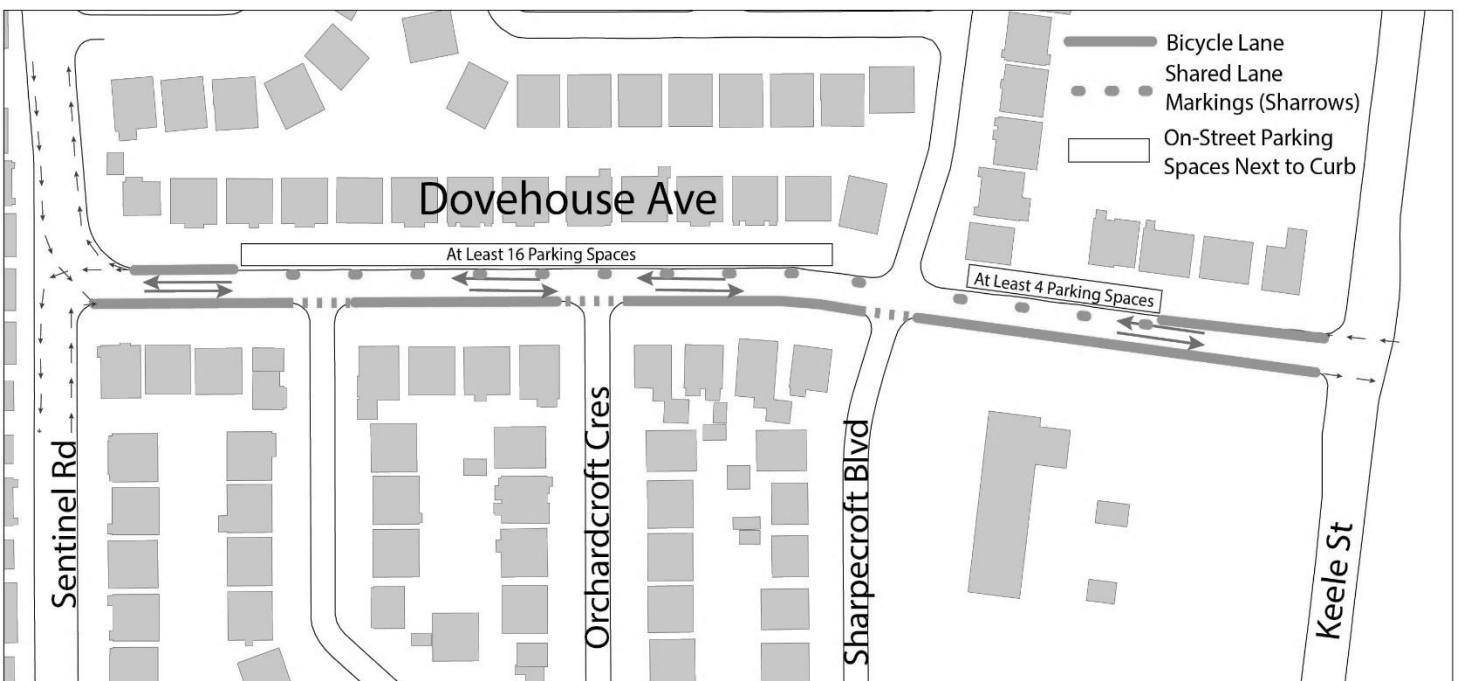 Bicycle Lane
Shared Lane
Markings (Sharrows)
On-Street Parking
Spaces Next to Curb
Dovehouse Ave
At Least 16 Parking Spaces
At Least 4 Parking Spaces
Sentinel Rd
Orchardcroft Cres
Sharpecroft Blvd
Keele St